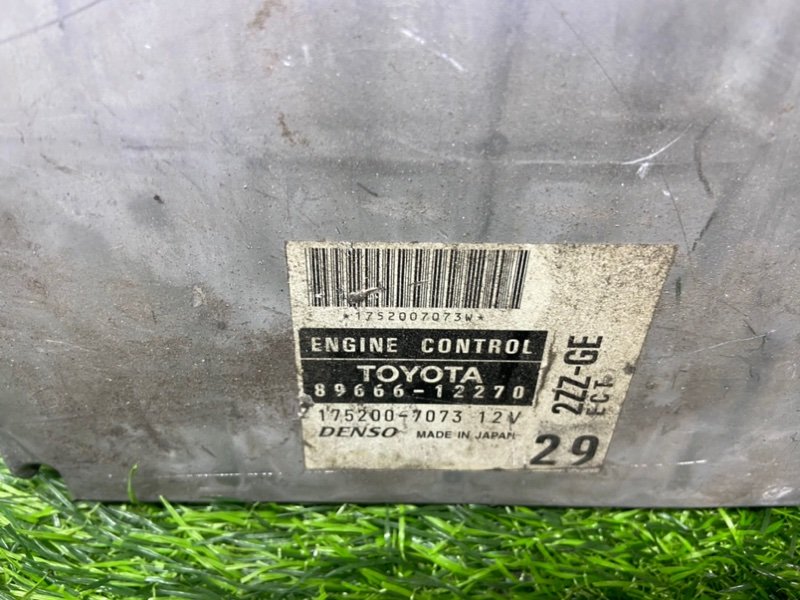 *1752007073W*
ENGINE CONTROL
TOYOTA
89666-12270
175200-7073 12V
DENSO MADE IN JAPAN
2ZZ-GE
ECT
29